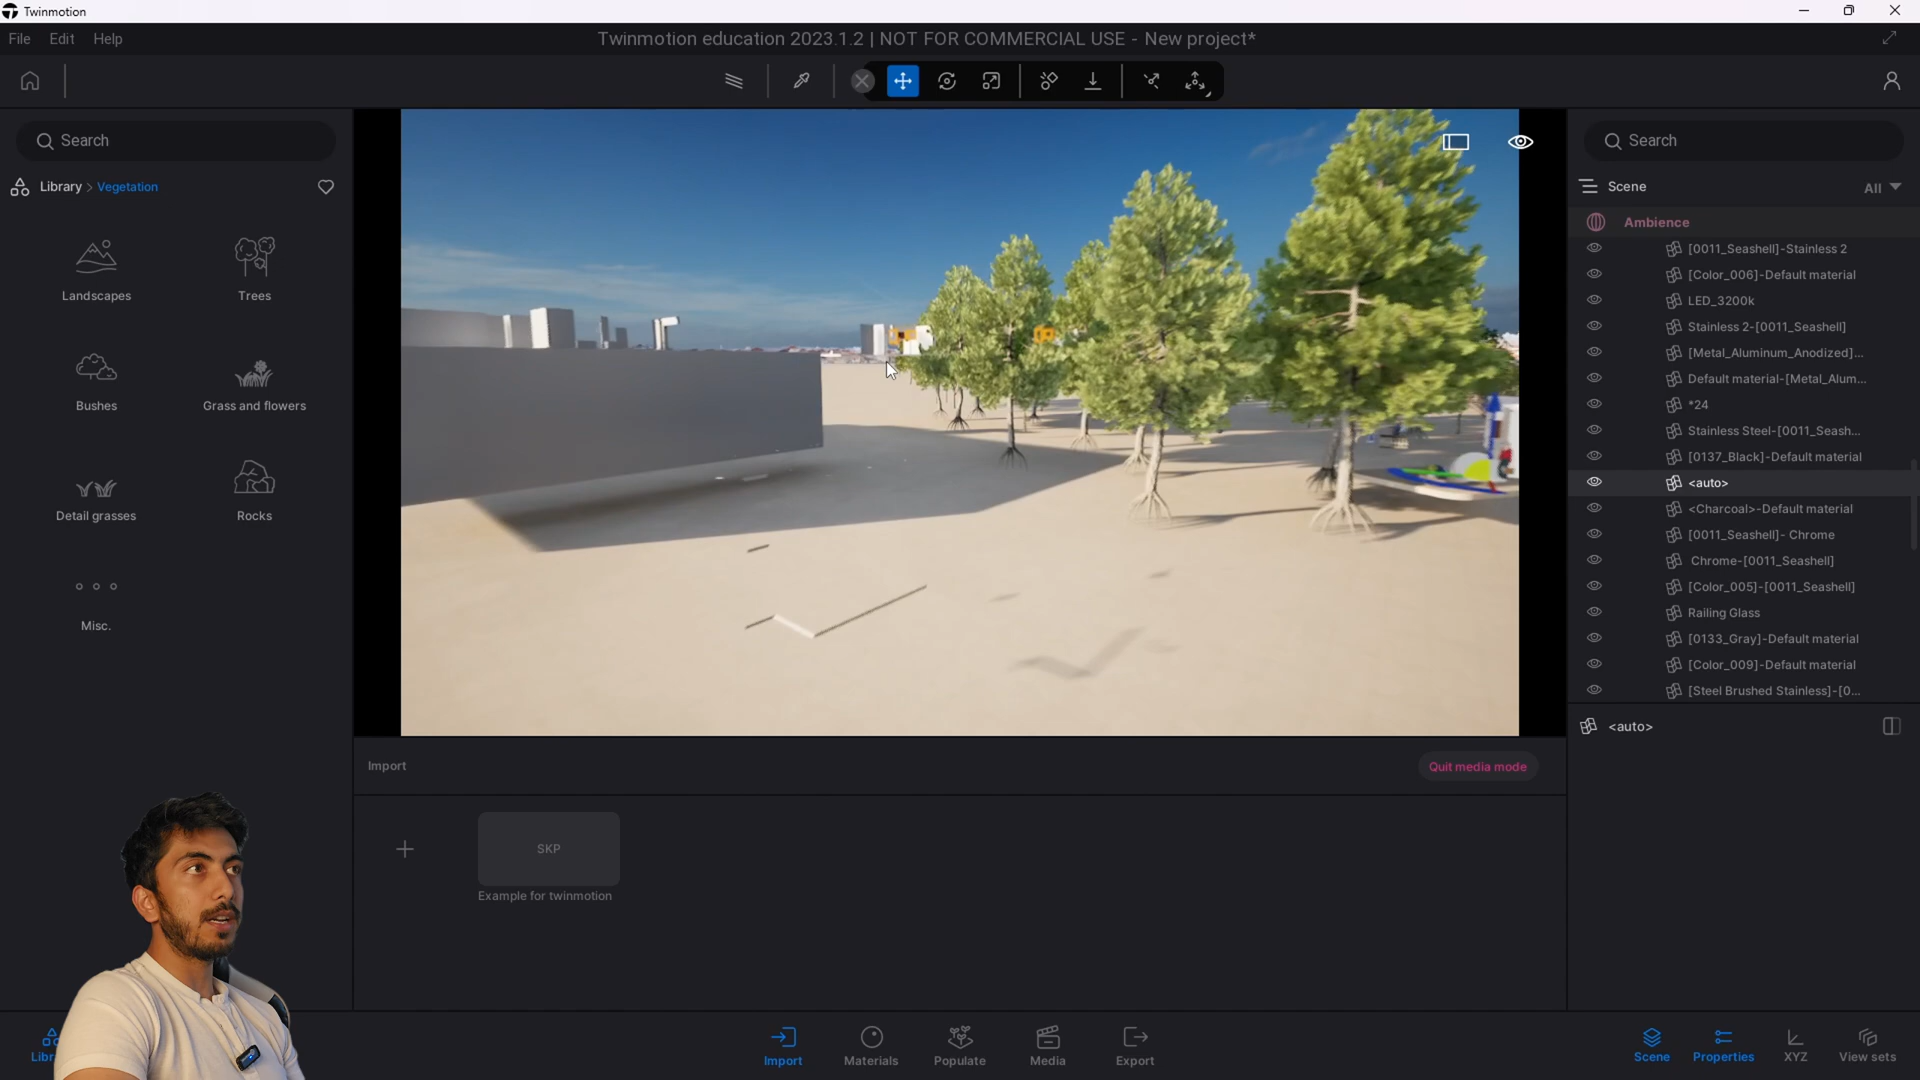 Twinmotion
File Edit Help
Twinmotion education 2023.1.2 | NOT FOR COMMERCIAL USE - New project*
Search
Library > Vegetation
Landscapes
Trees
Bushes
Grass and flowers
Detail grasses
Rocks
Misc.
Search
Scene
All
Ambience
[0011_Seashell]-Stainless 2
[Color_006]-Default material
LED_3200k
Stainless 2-[0011_Seashell]
[Metal_Aluminum_Anodized]...
Default material-[Metal_Alum...
*24
Stainless Steel-[0011_Seash...
[0137_Black]-Default material
<auto>
<Charcoal>-Default material
[0011_Seashell]- Chrome
Chrome-[0011_Seashell]
[Color_005]-[0011_Seashell]
Railing Glass
[0133_Gray]-Default material
[Color_009]-Default material
[Steel Brushed Stainless]-[0...
<auto>
Import
Quit media mode
SKP
Example for twinmotion
Libr
Import
Materials
Populate
Media
Export
Scene
Properties
XYZ
View sets